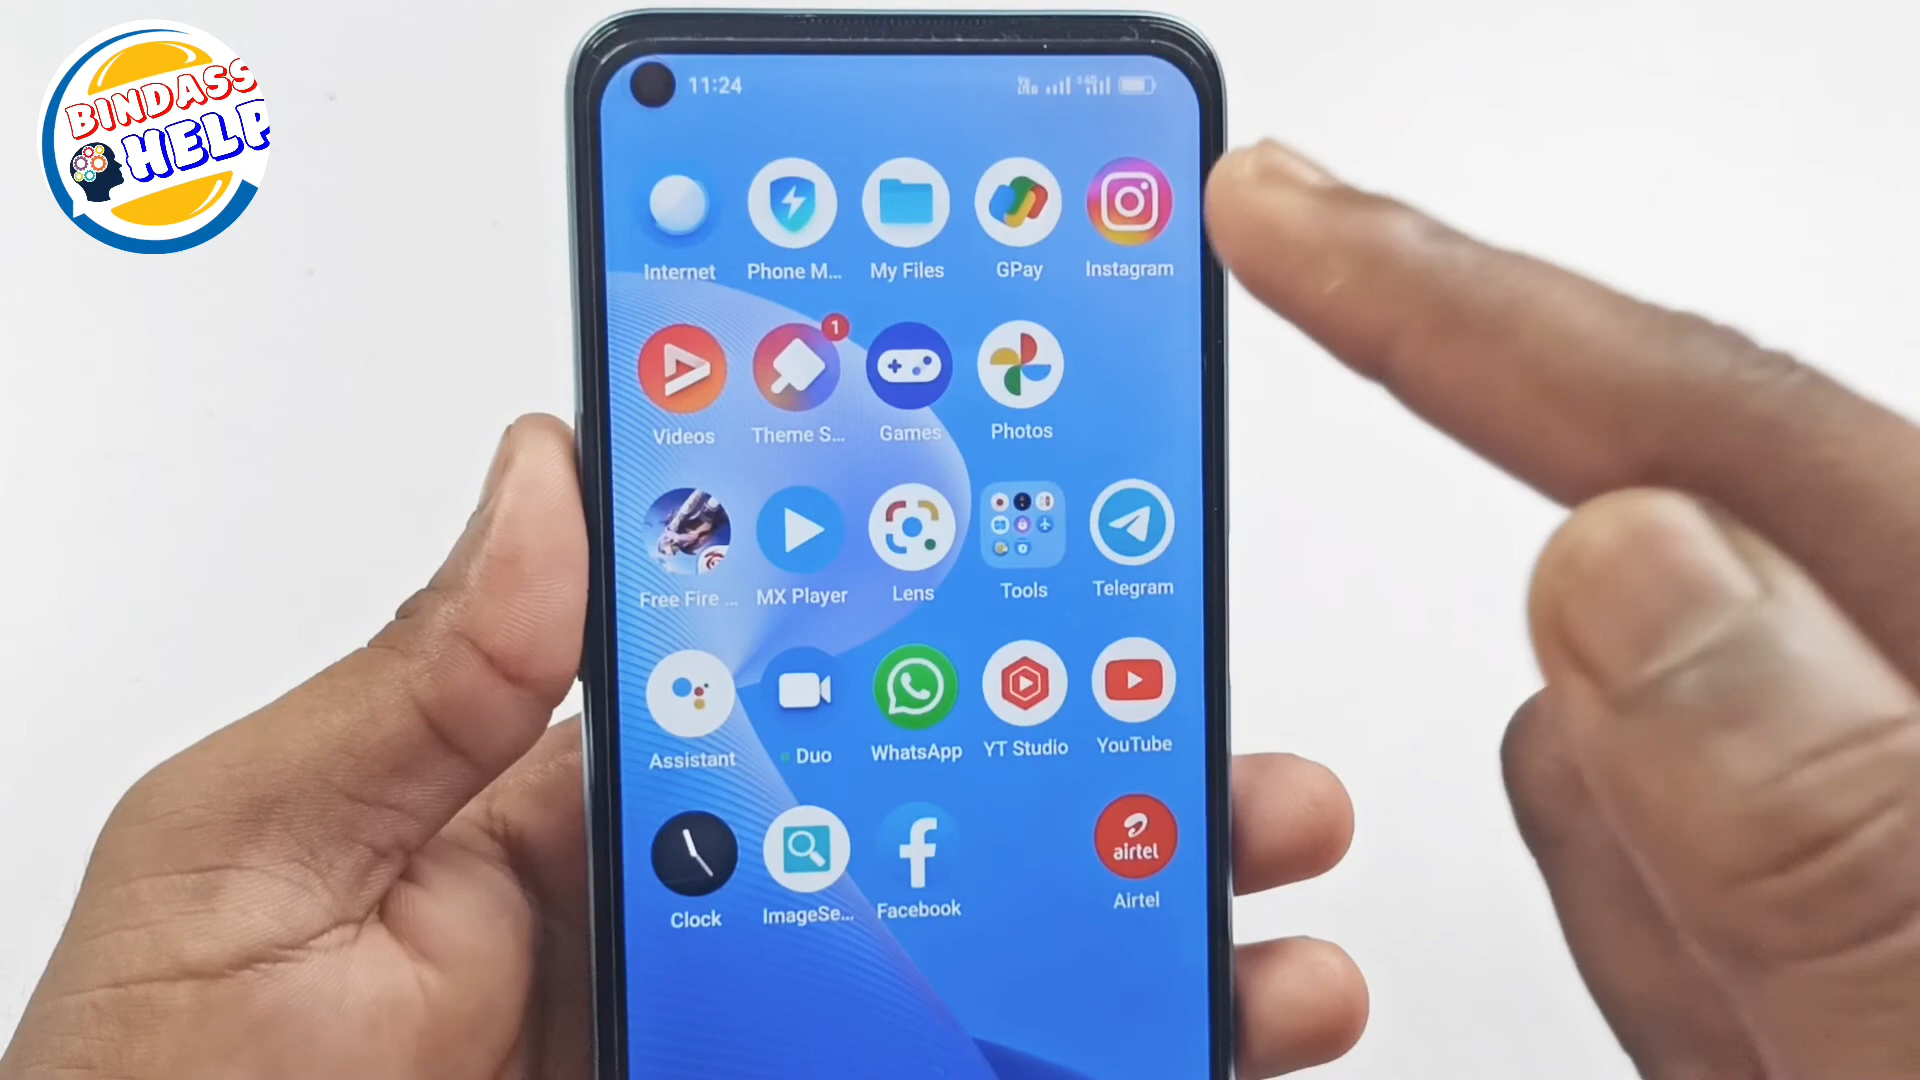 BINDASS
HELP
11:24
4G
Internet
Phone M...
My Files
GPay
Instagram
1
Videos
Theme S...
Games
Photos
Free Fire ...
MX Player
Lens
Tools
Telegram
Assistant
Duo
WhatsApp
YT Studio
YouTube
airtel
Clock
ImageSe...
Facebook
Airtel